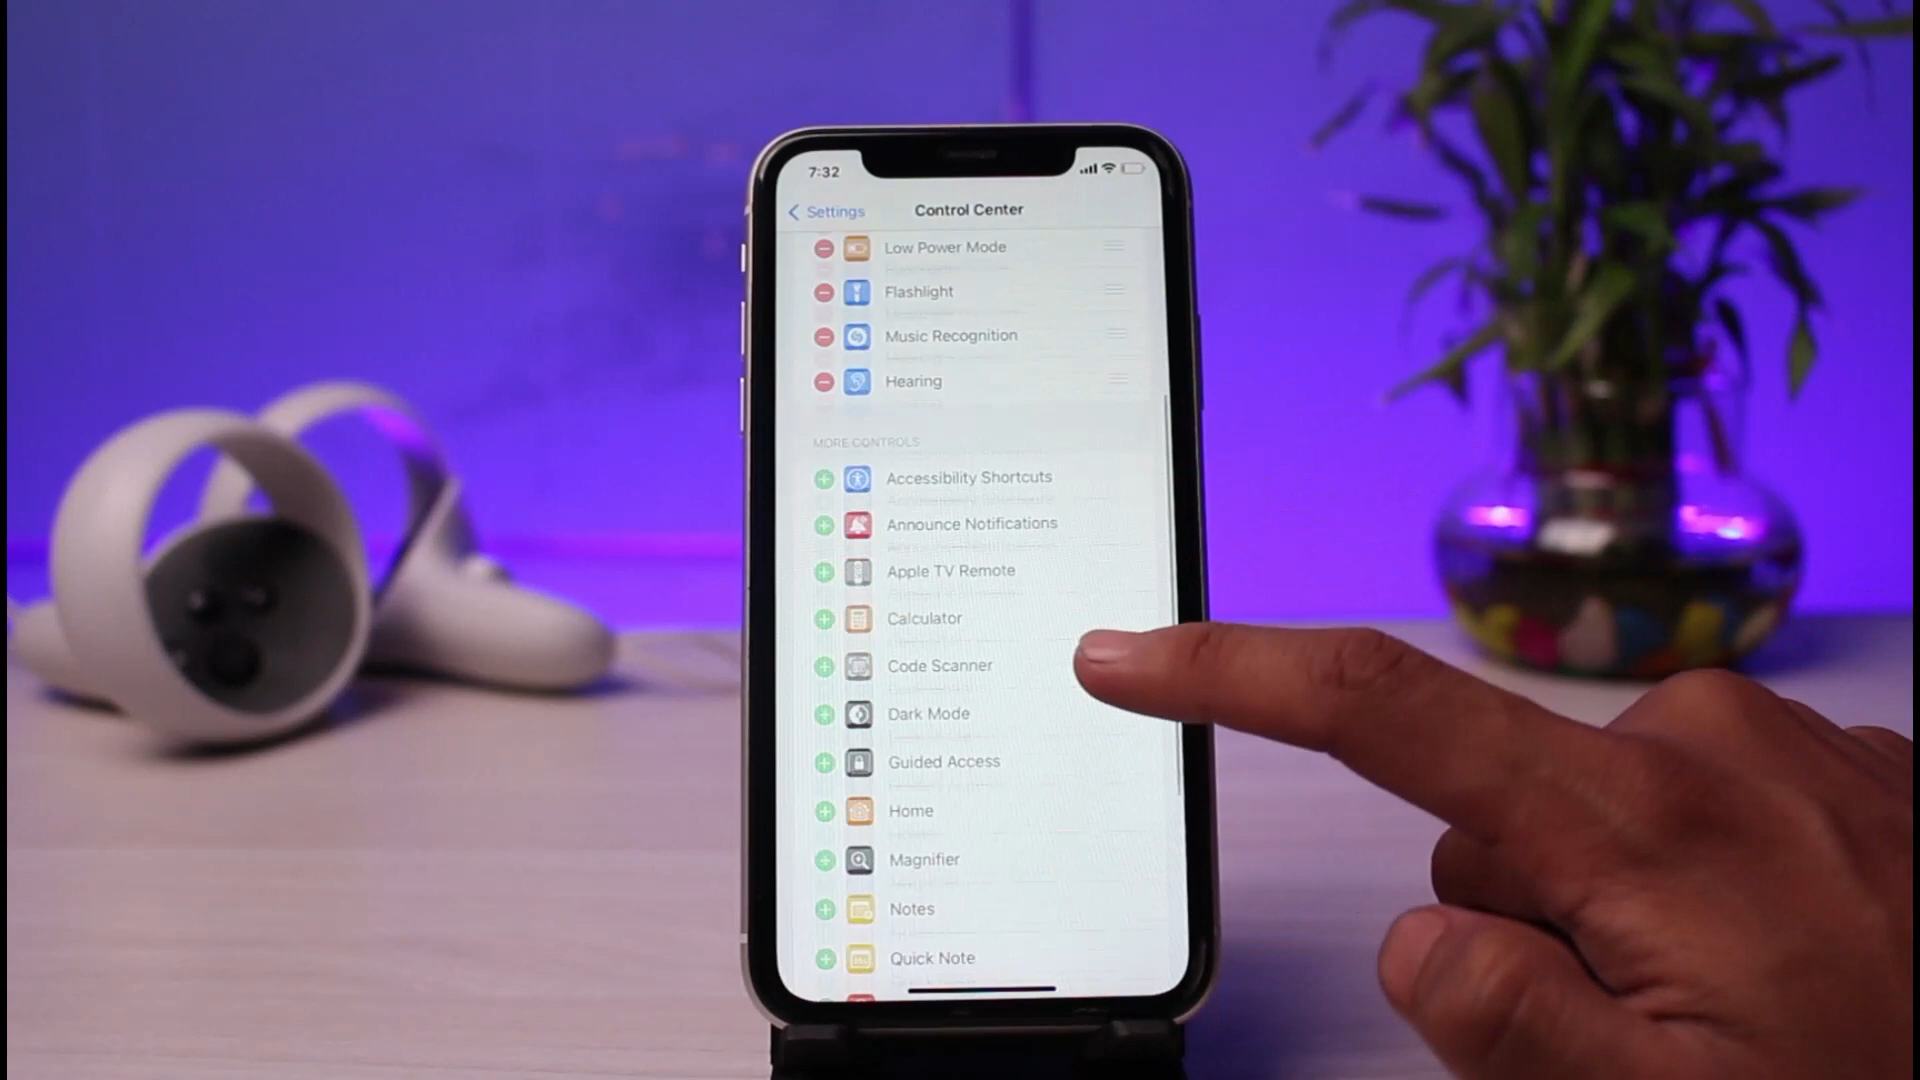 7:32
Settings
Control Center
Low Power Mode
Flashlight
Music Recognition
Hearing
MORE CONTROLS
Accessibility Shortcuts
Announce Notifications
Apple TV Remote
Calculator
Code Scanner
Dark Mode
Guided Access
Home
Magnifier
Notes
Quick Note